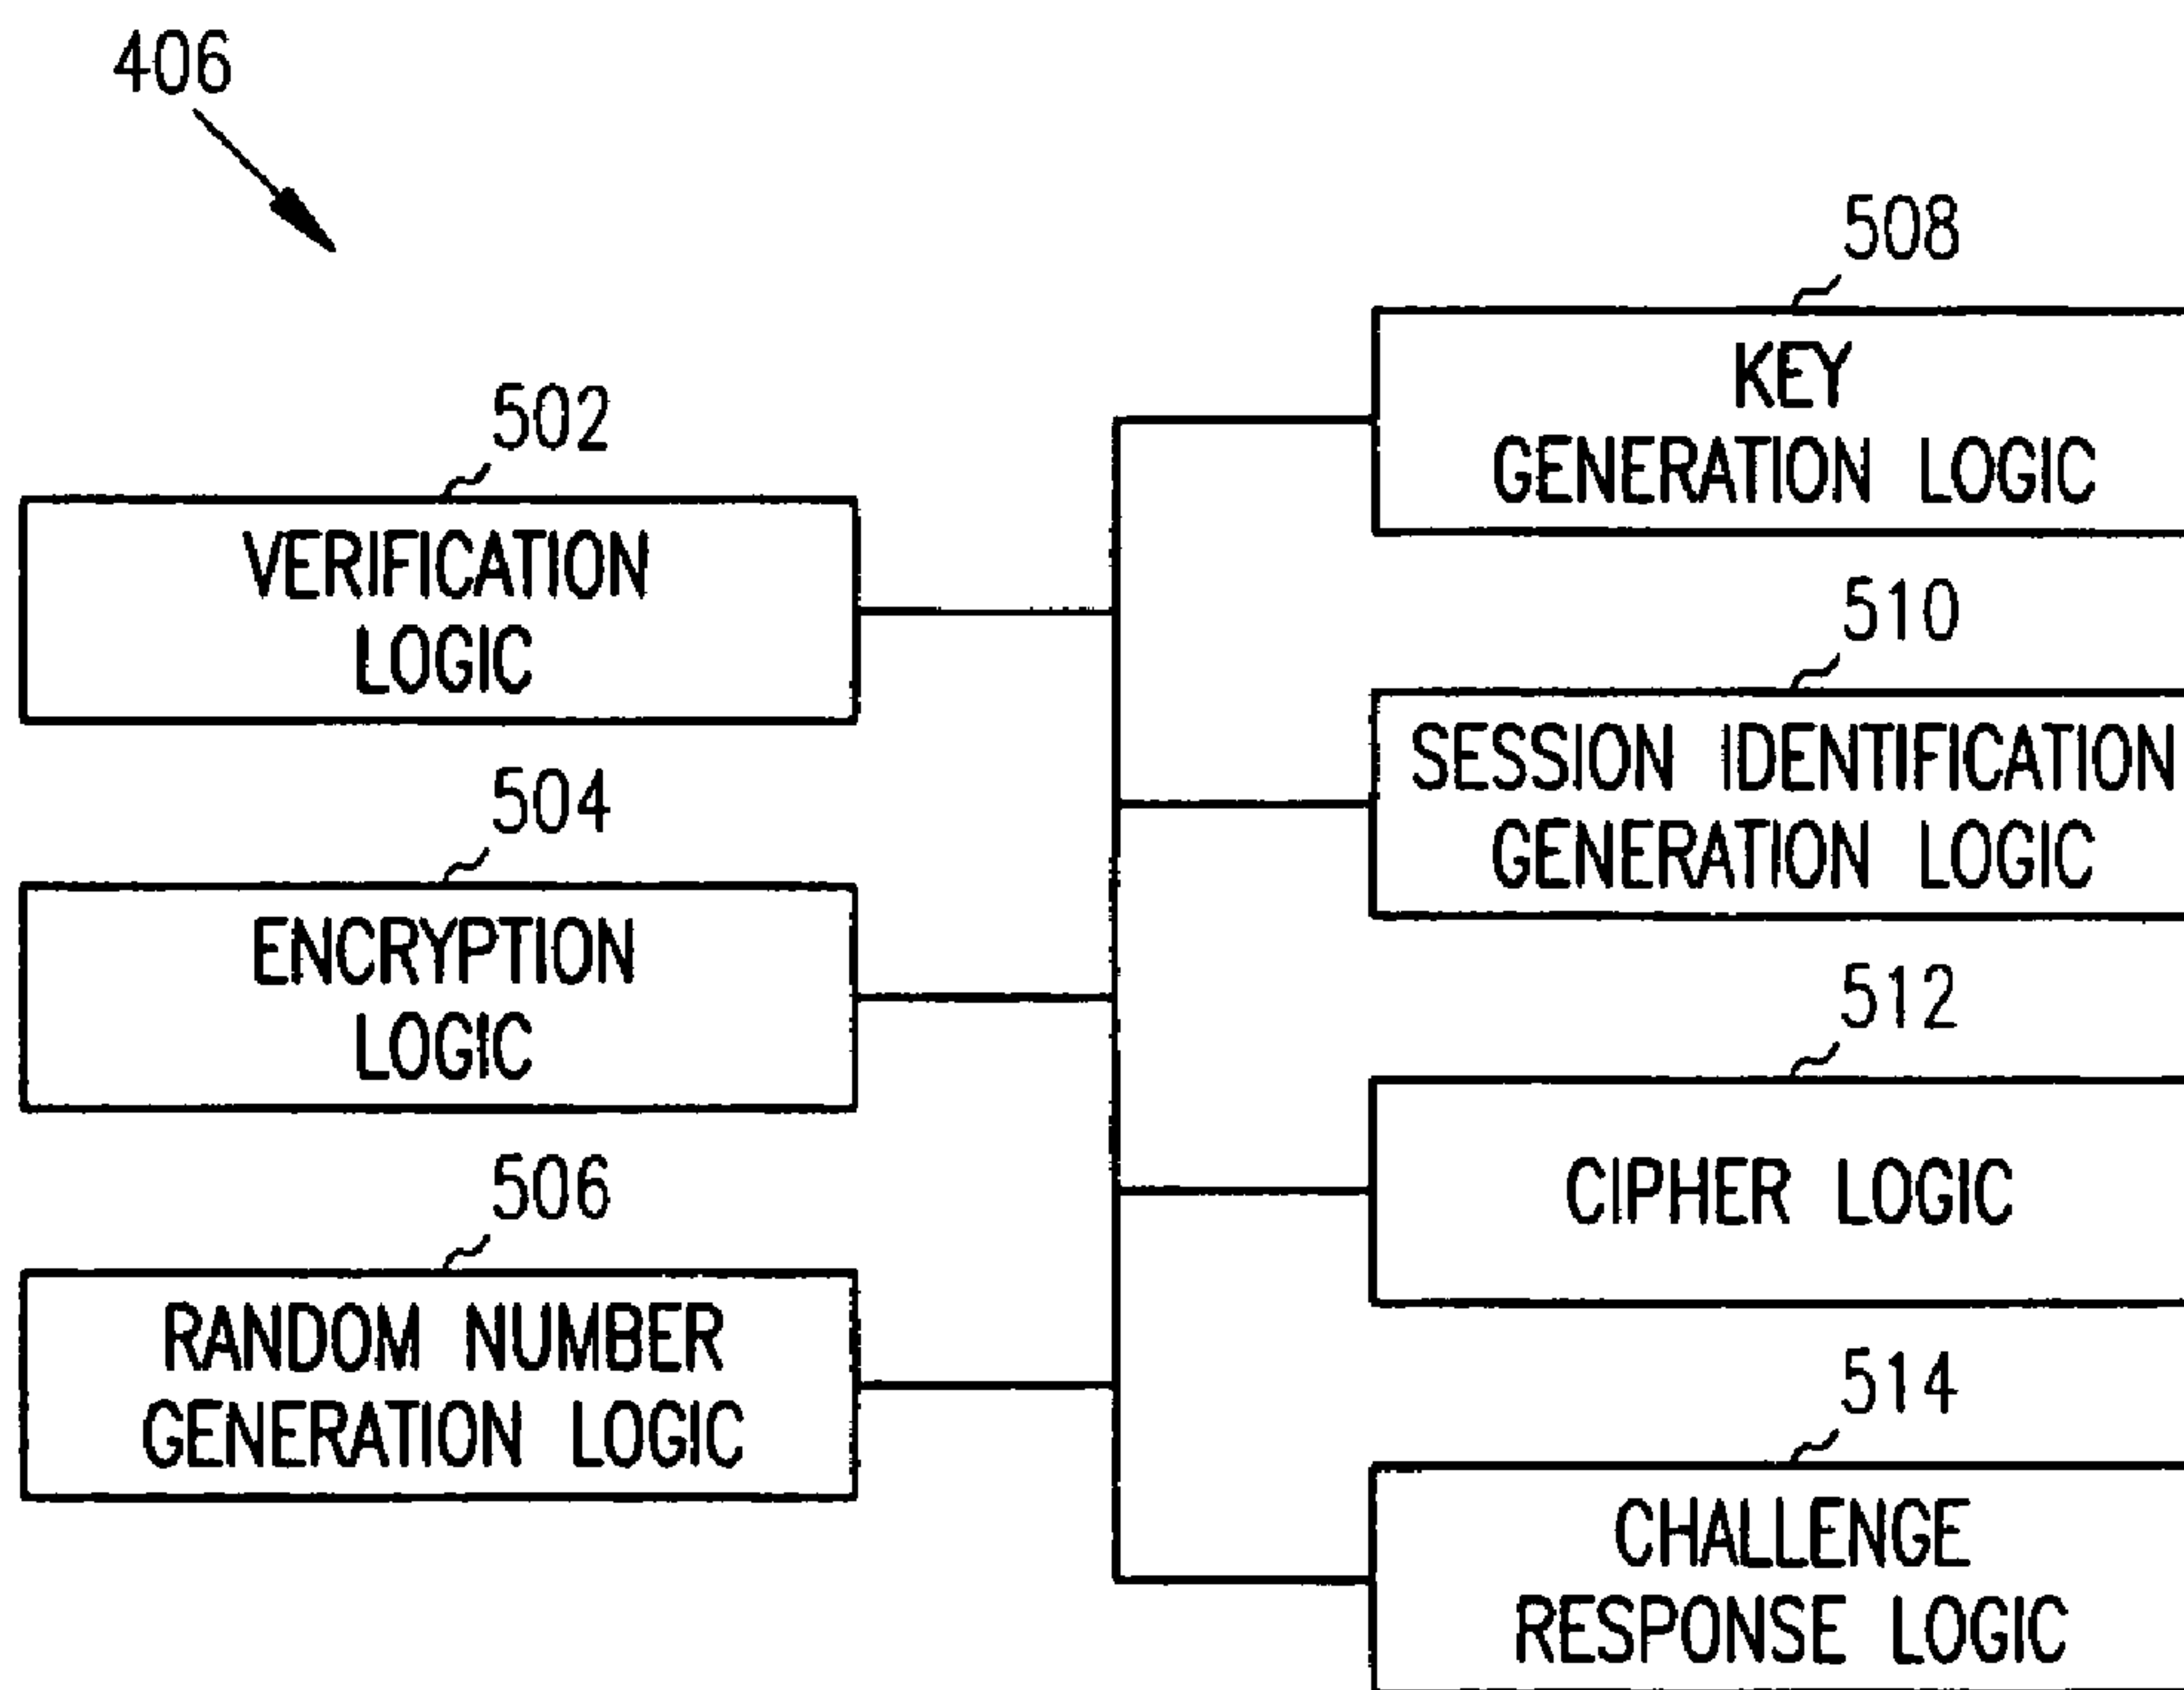 406
502
VERIFICATION
LOGIC
504
ENCRYPTION
LOGIC
506
RANDOM NUMBER
GENERATION LOGIC
508
KEY
GENERATION LOGIC
510
SESSION IDENTIFICATION
GENERATION LOGIC
512
CIPHER LOGIC
514
CHALLENGE
RESPONSE LOGIC